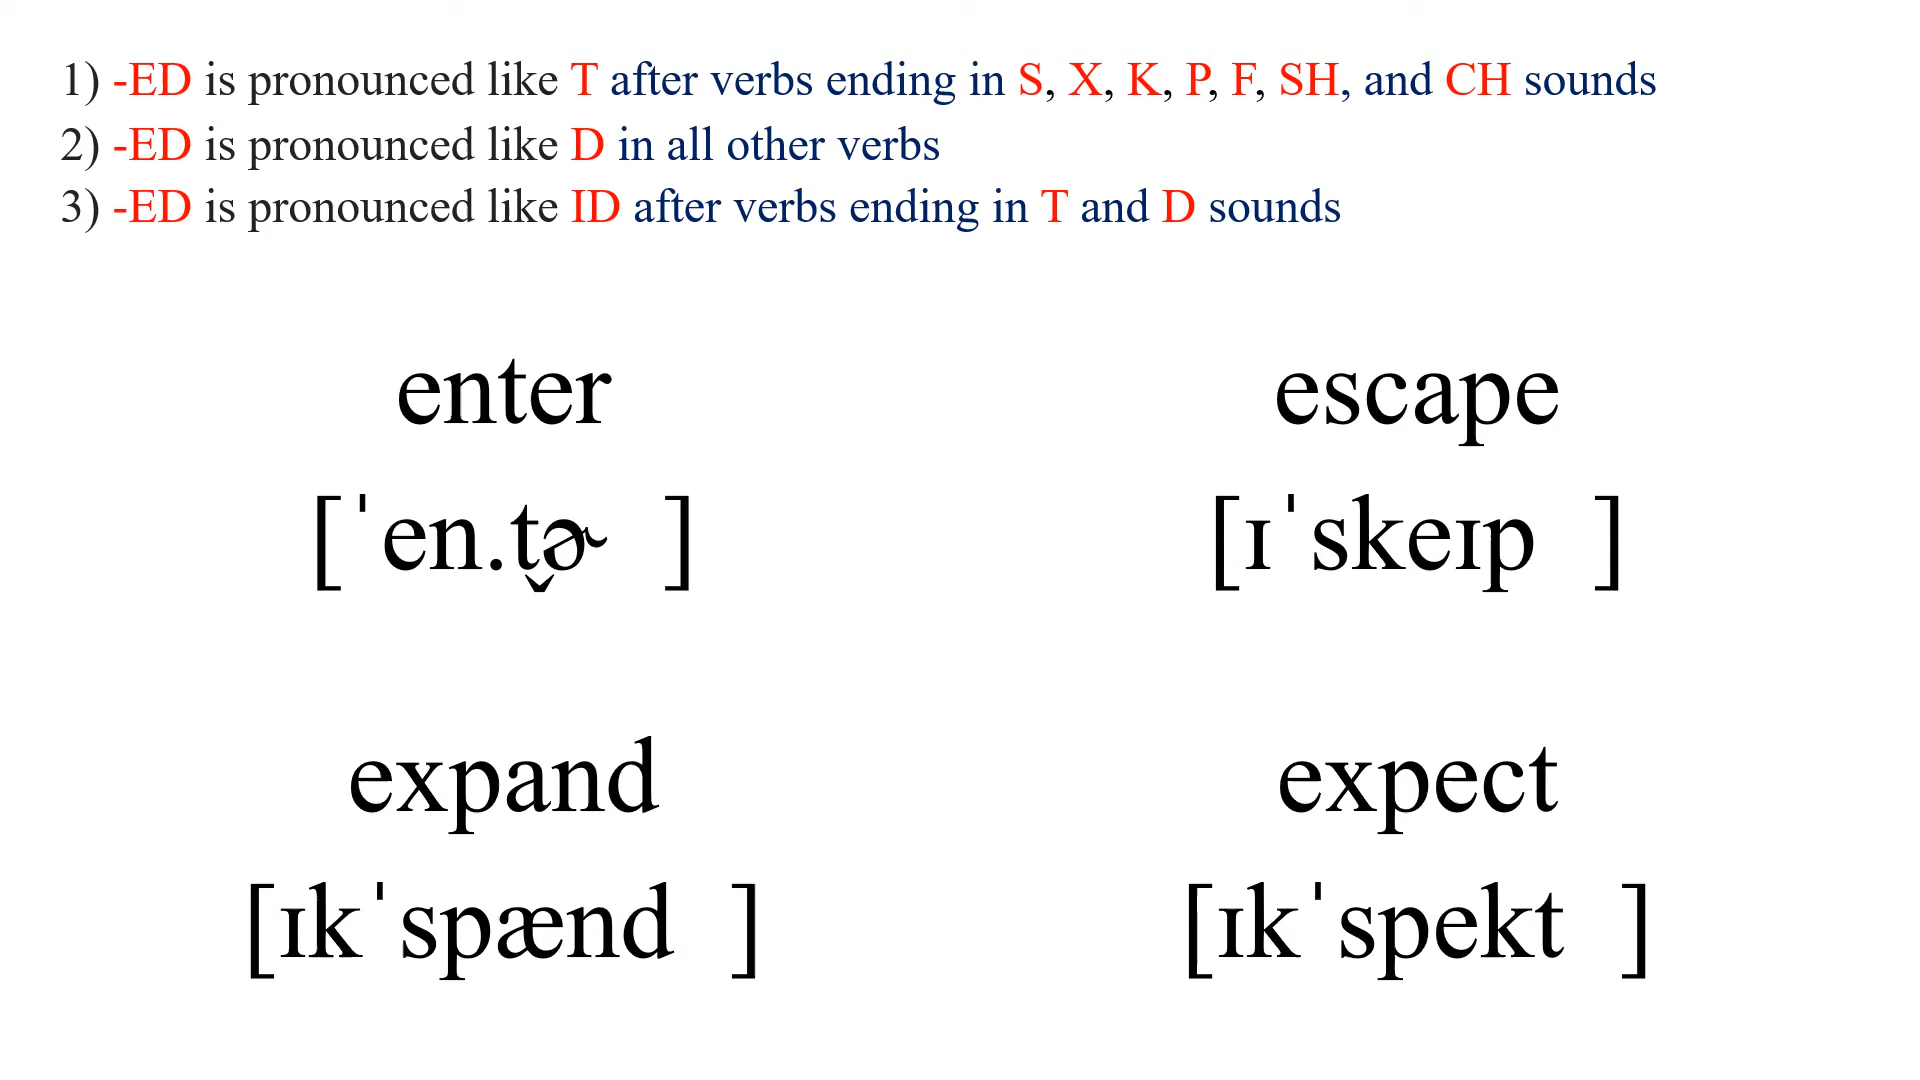 1) -ED is pronounced like T after verbs ending in S, X, K, P, F, SH, and CH sounds
2) -ED is pronounced like D in all other verbs
3) -ED is pronounced like ID after verbs ending in T and D sounds
enter escape
[ˈen.t̬ɚ ] [ɪˈskeɪp ]
expand expect
[ɪkˈspænd ] [ɪkˈspekt ]